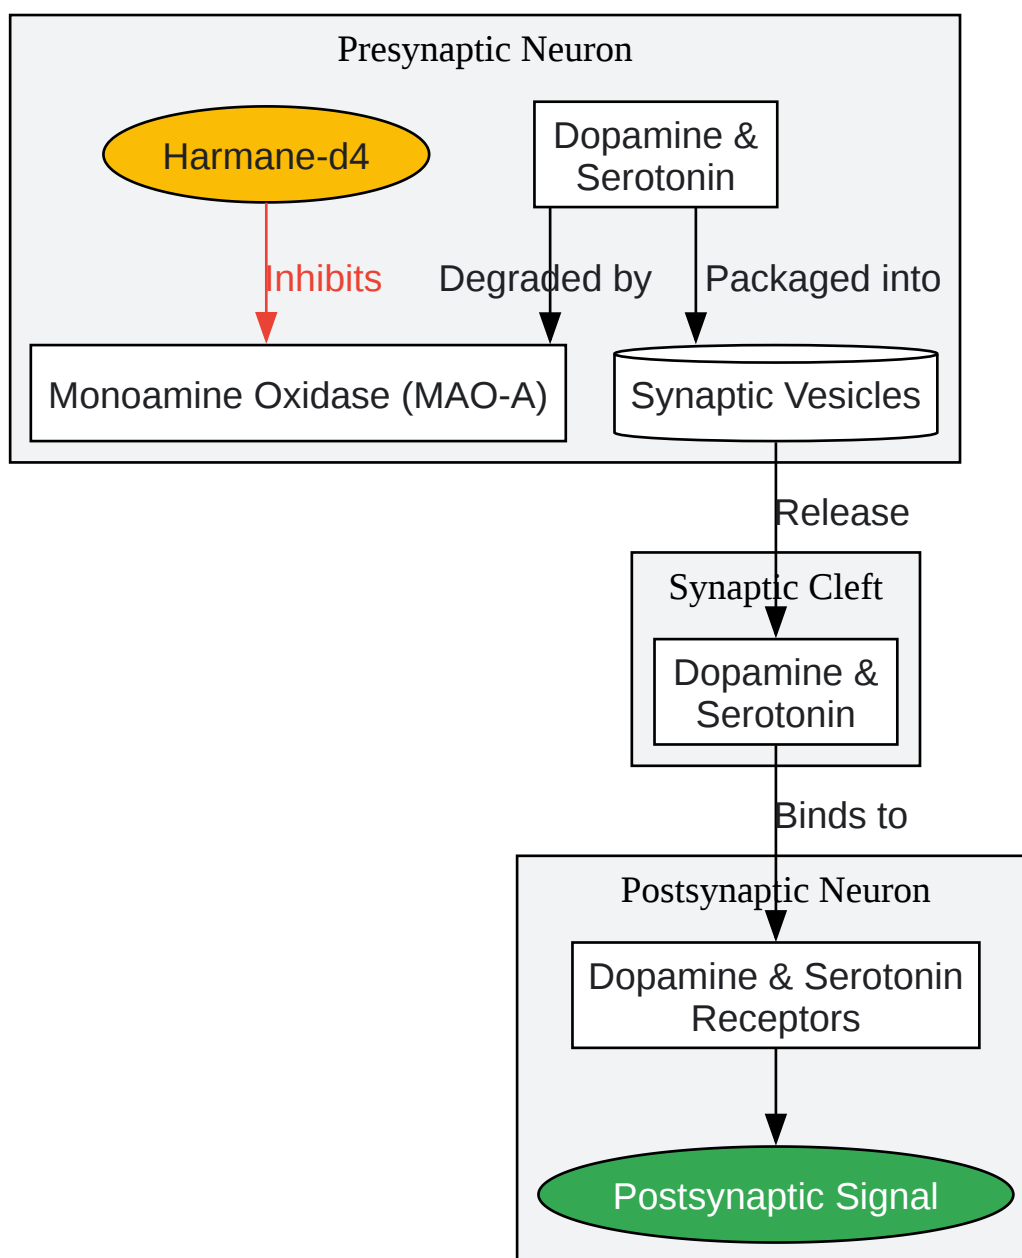 Presynaptic Neuron
Harmane-d4
Dopamine &
Serotonin
Inhibits
Degraded by
Packaged into
Monoamine Oxidase (MAO-A)
Synaptic Vesicles
Release
Synaptic Cleft
Dopamine &
Serotonin
Binds to
Postsynaptic Neuron
Dopamine & Serotonin
Receptors
Postsynaptic Signal